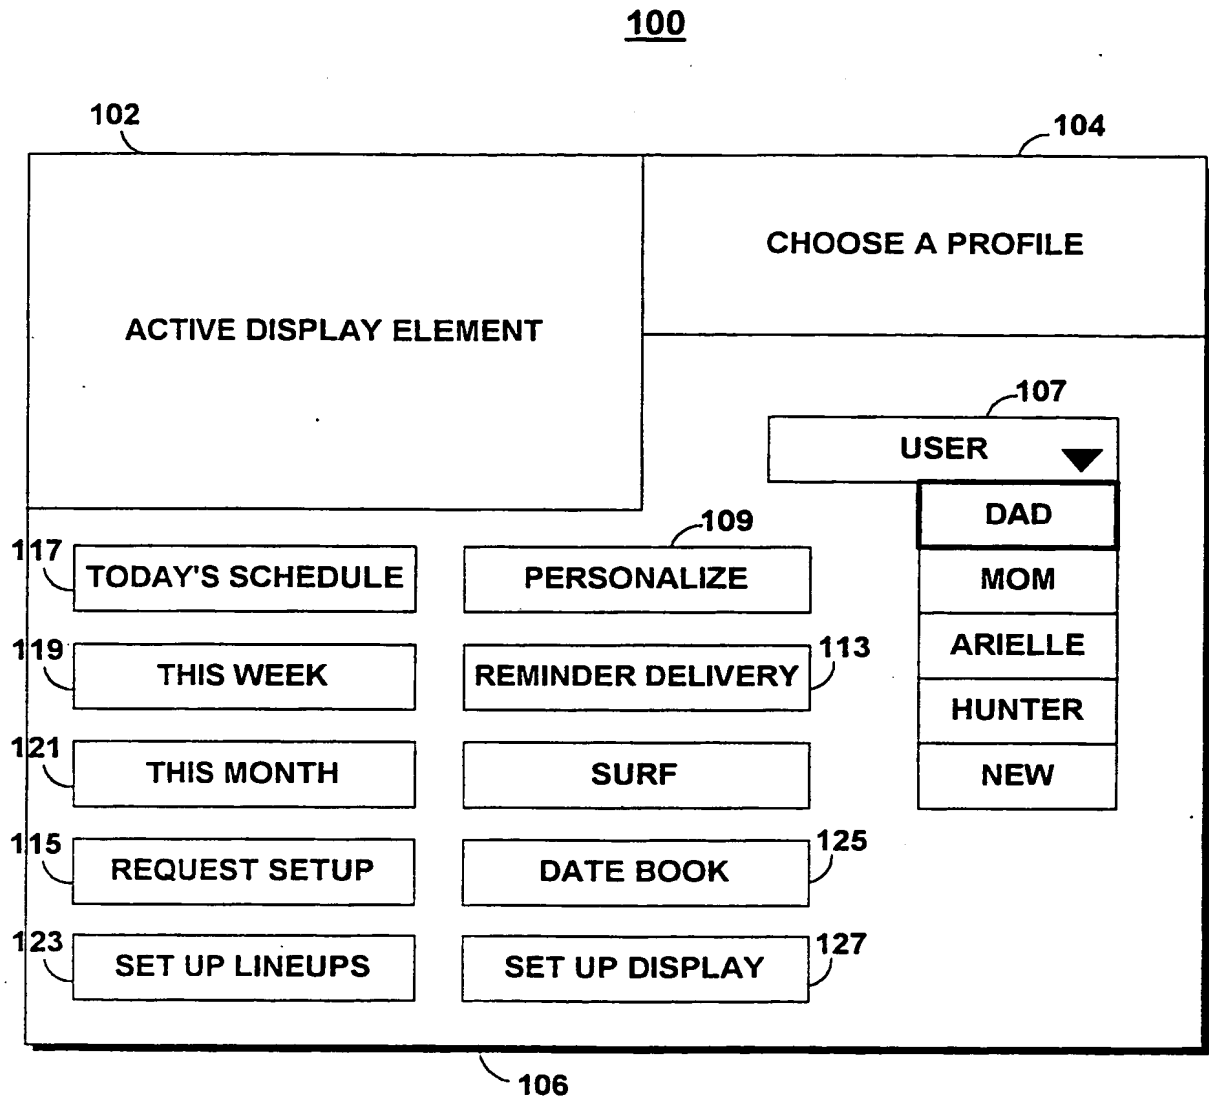 100
102
104
CHOOSE A PROFILE
ACTIVE DISPLAY ELEMENT
107
USER
DAD
MOM
ARIELLE
HUNTER
NEW
109
117
TODAY'S SCHEDULE
PERSONALIZE
119
THIS WEEK
REMINDER DELIVERY
113
121
THIS MONTH
SURF
115
REQUEST SETUP
DATE BOOK
125
123
SET UP LINEUPS
SET UP DISPLAY
127
106